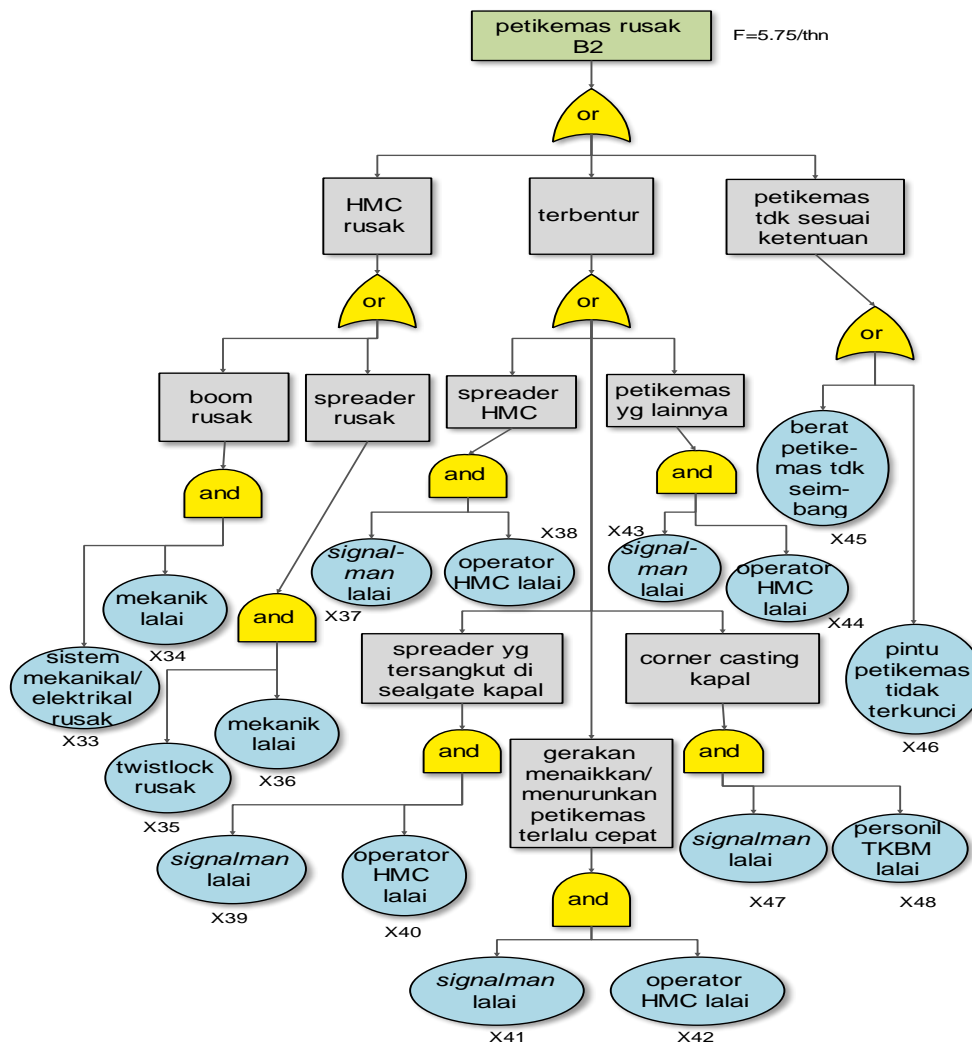 petikemas rusak
B2
F=5.75/thn
or
HMC
rusak
terbentur
petikemas
tdk sesuai
ketentuan
or
or
or
boom
rusak
spreader
rusak
spreader
HMC
petikemas
yg lainnya
berat
petike-
mas tdk
seim-
bang
X45
and
and
and
X37
signal-
man
lalai
X38
operator
HMC lalai
X43
signal-
man
lalai
operator
HMC
lalai
X44
mekanik
lalai
X34
and
sistem
mekanikal/
elektrikal
rusak
X33
spreader yg
tersangkut di
sealgate kapal
corner casting
kapal
pintu
petikemas
tidak
terkunci
X46
mekanik
lalai
X36
twistlock
rusak
X35
and
gerakan
menaikkan/
menurunkan
petikemas
terlalu cepat
and
signalman
lalai
X39
operator
HMC
lalai
X40
signalman
lalai
X47
personil
TKBM
lalai
X48
and
signalman
lalai
X41
operator
HMC lalai
X42